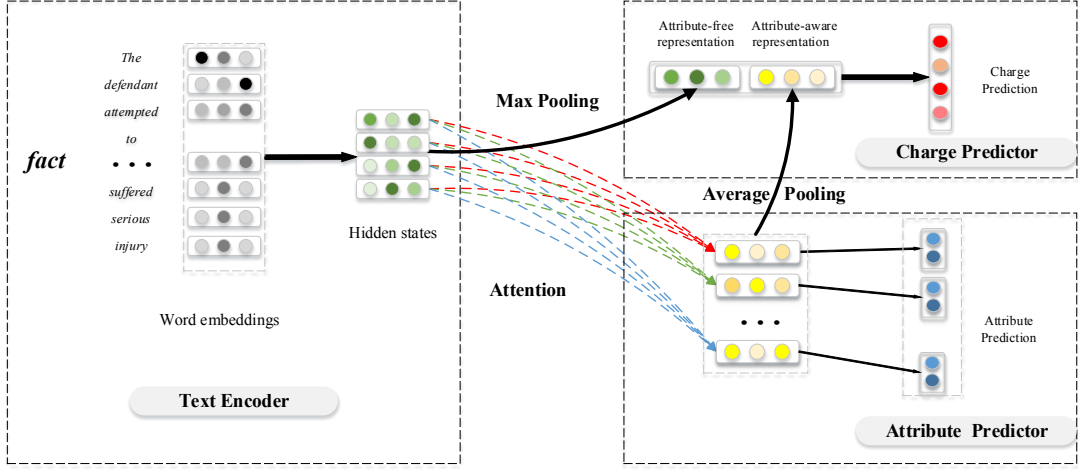 fact
The
defendant
attempted
to
. . .
suffered
serious
injury
Word embeddings
Hidden states
Text Encoder
Max Pooling
Attention
Average Pooling
Attribute-free
representation
Attribute-aware
representation
Charge
Prediction
Charge Predictor
. . .
Attribute
Prediction
Attribute Predictor